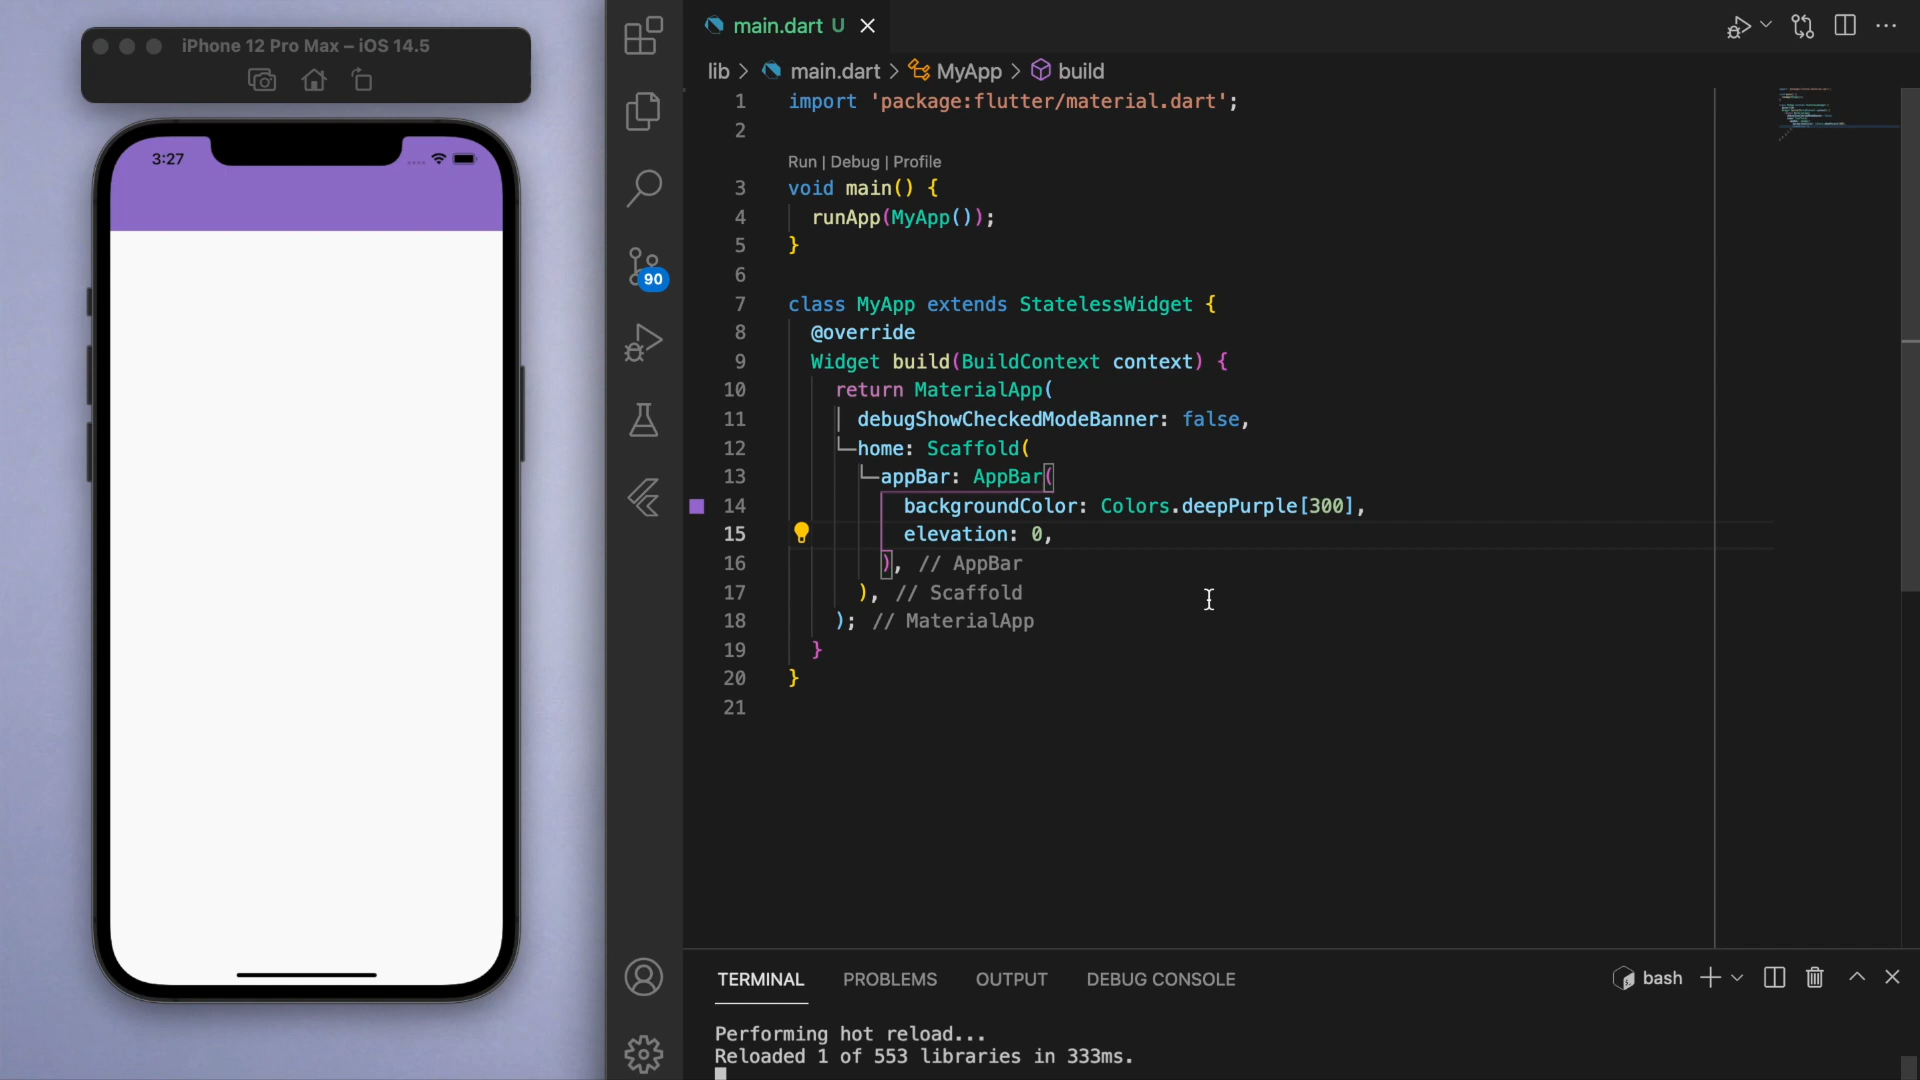 iPhone 12 Pro Max – iOS 14.5
3:27
90
main.dart U
lib > main.dart > MyApp > build
1 import 'package:flutter/material.dart';
2
Run | Debug | Profile
3 void main() {
4 runApp(MyApp());
5 }
6
7 class MyApp extends StatelessWidget {
8 @override
9 Widget build(BuildContext context) {
10 return MaterialApp(
11 debugShowCheckedModeBanner: false,
12 home: Scaffold(
13 appBar: AppBar(
14 backgroundColor: Colors.deepPurple[300],
15 elevation: 0,
16 ), // AppBar
17 ), // Scaffold
18 ); // MaterialApp
19 }
20 }
21
TERMINAL PROBLEMS OUTPUT DEBUG CONSOLE bash
Performing hot reload...
Reloaded 1 of 553 libraries in 333ms.